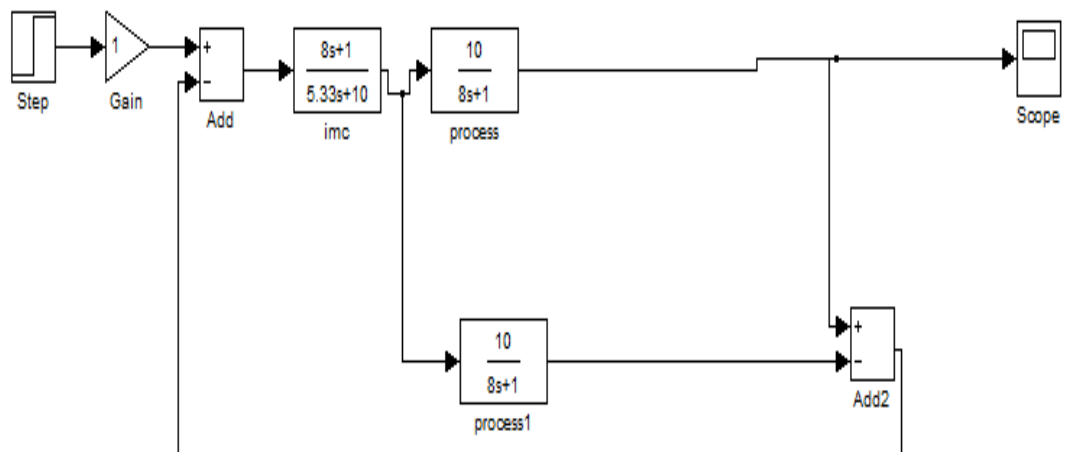 Step
1
Gain
+
−
Add
8s+1
5.33s+10
imc
10
8s+1
process
Scope
10
8s+1
process1
+
−
Add2